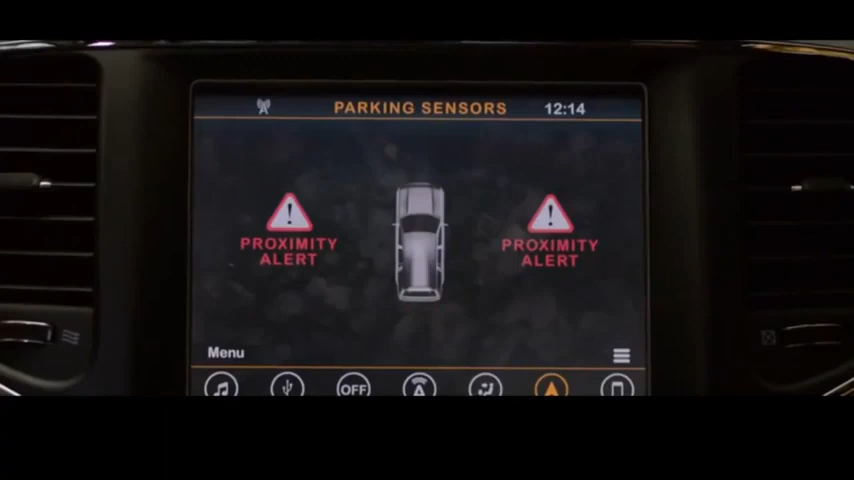 PARKING SENSORS 12:14
PROXIMITY
ALERT
PROXIMITY
ALERT
Menu
OFF